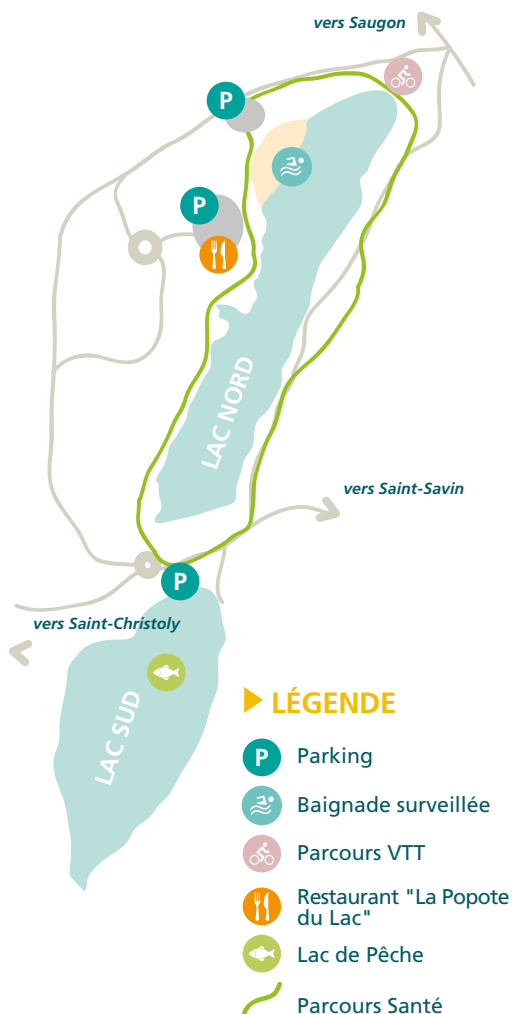 vers Saugon
P
P
LAC NORD
vers Saint-Savin
P
vers Saint-Christoly
LAC SUD
LÉGENDE
P Parking
Baignade surveillée
Parcours VTT
Restaurant "La Popote
du Lac"
Lac de Pêche
Parcours Santé